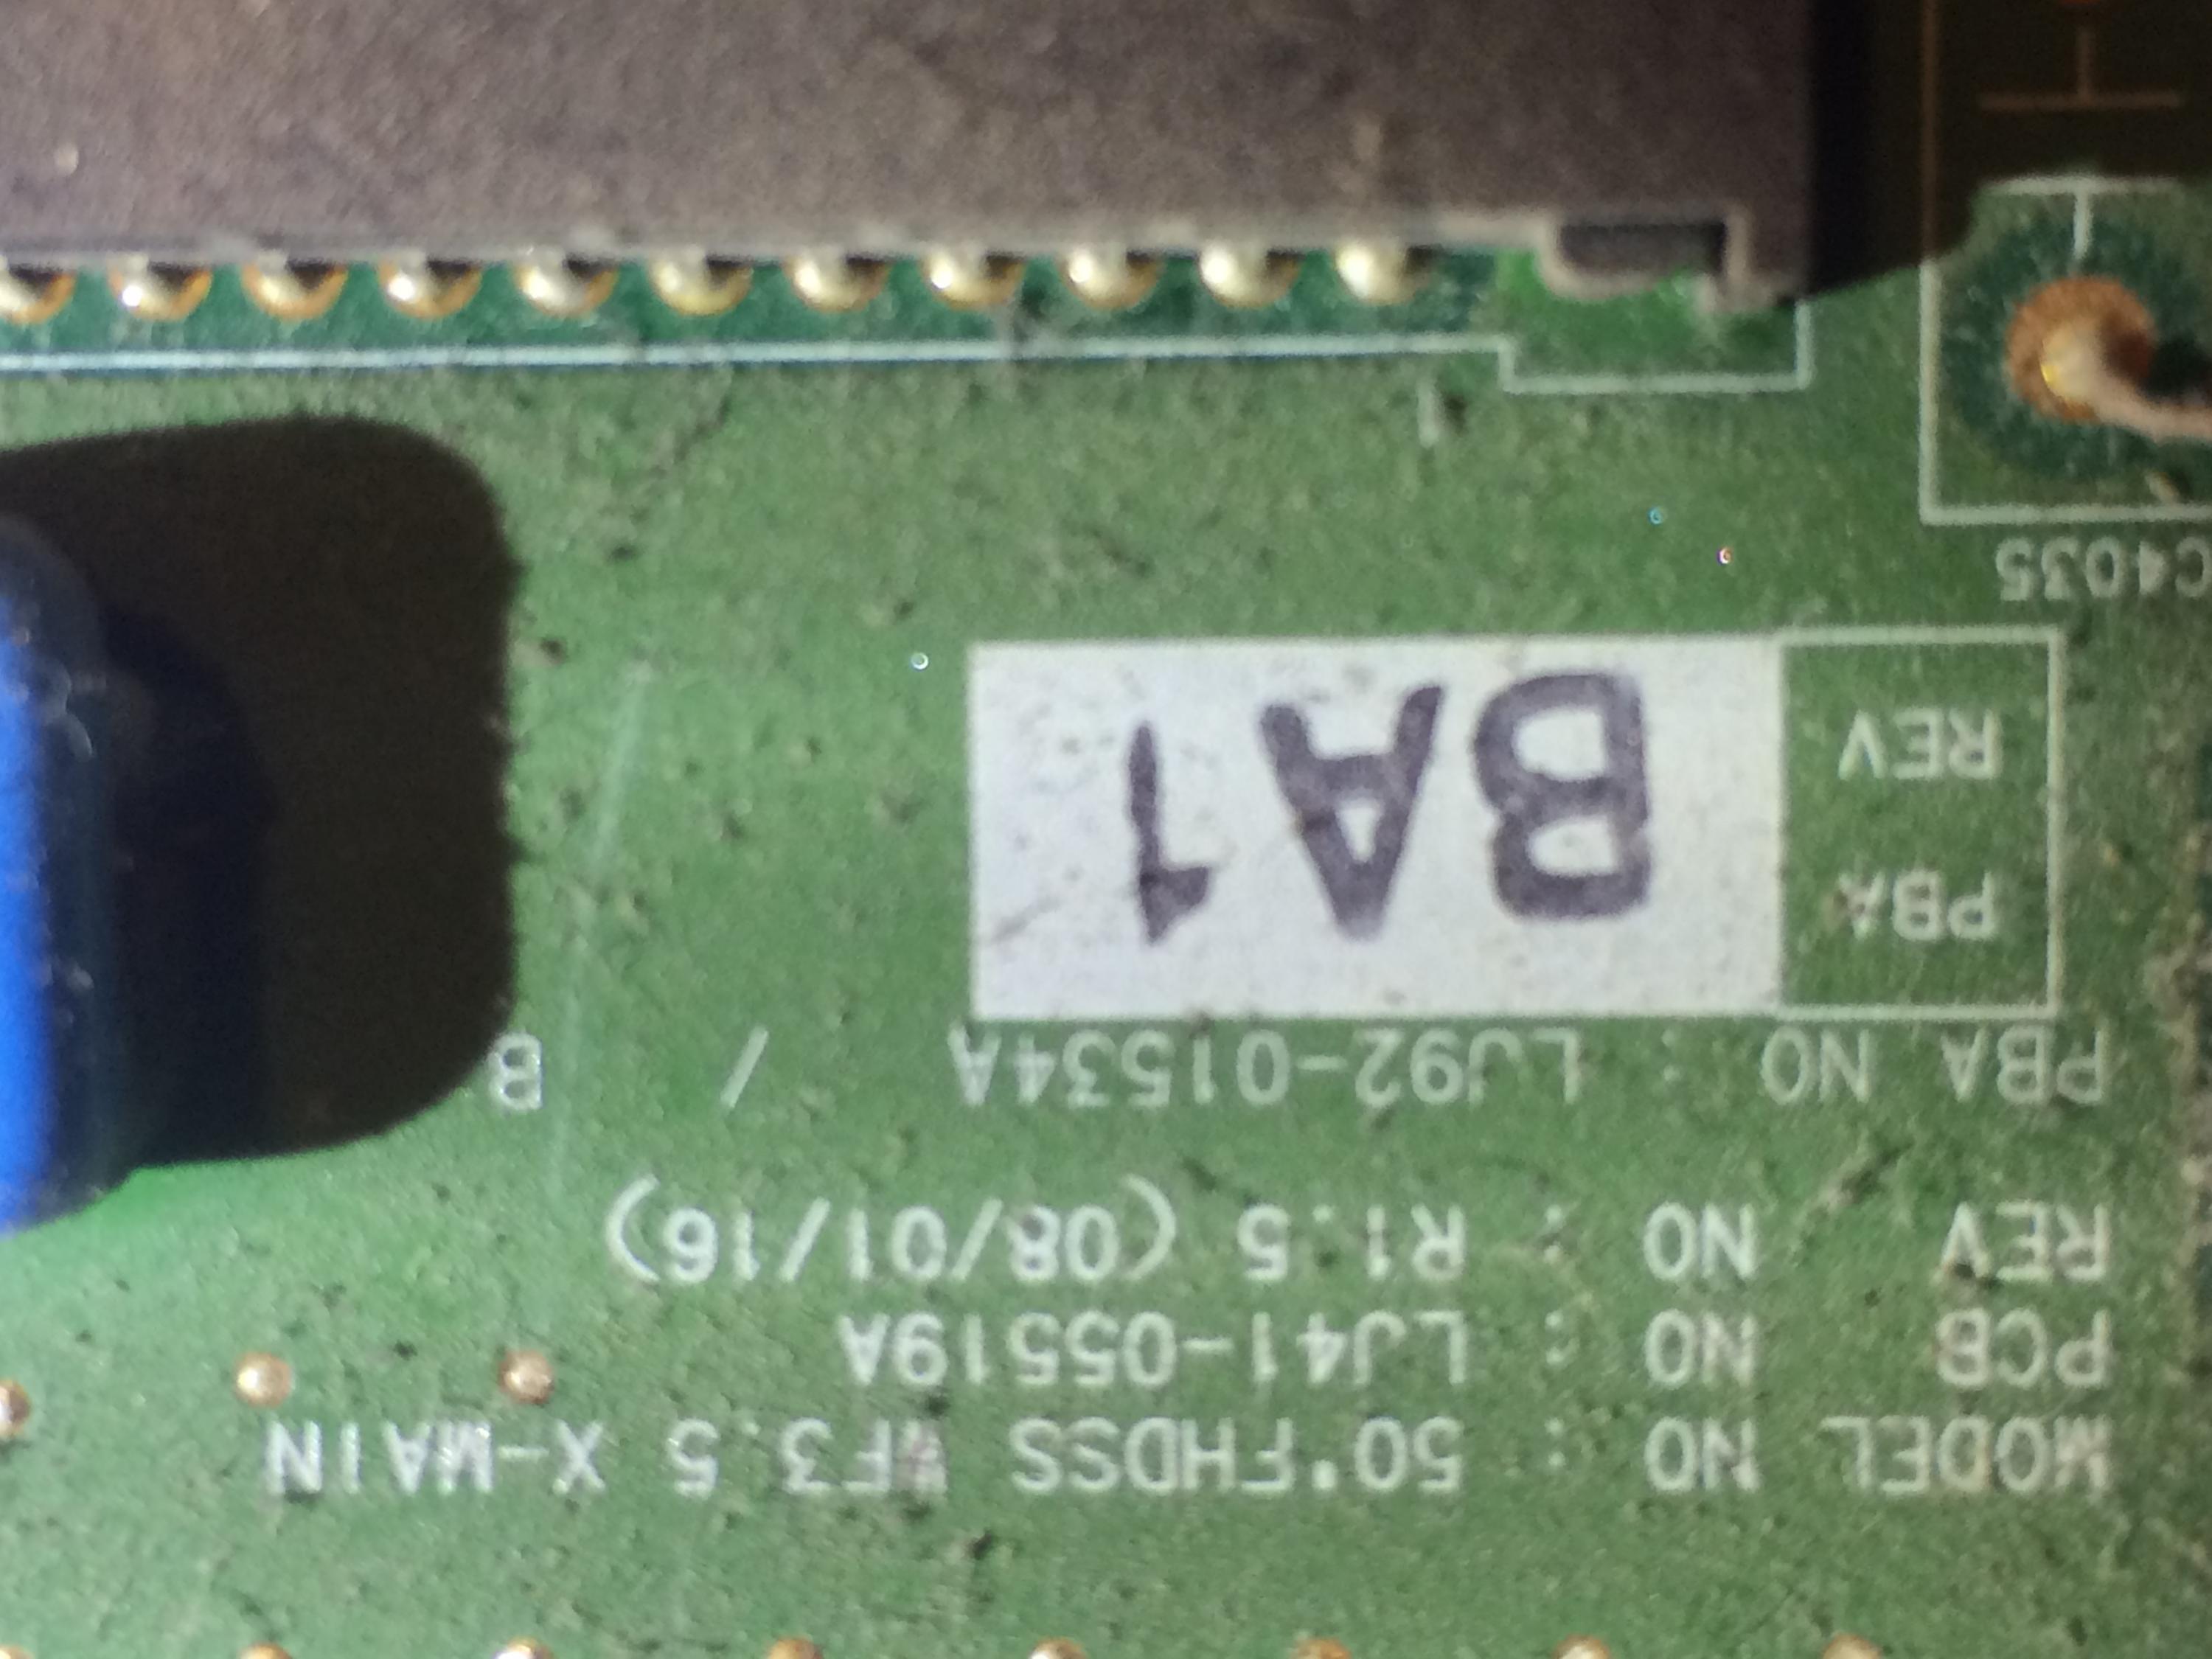 MODEL NO : 50"FHDSS WF3.5 X-MAIN
PCB NO : LJ41-05519A
REV NO : R1.5 (08/01/16)
PBA NO : LJ92-01534A / B
PBA
REV
BA1
C4035